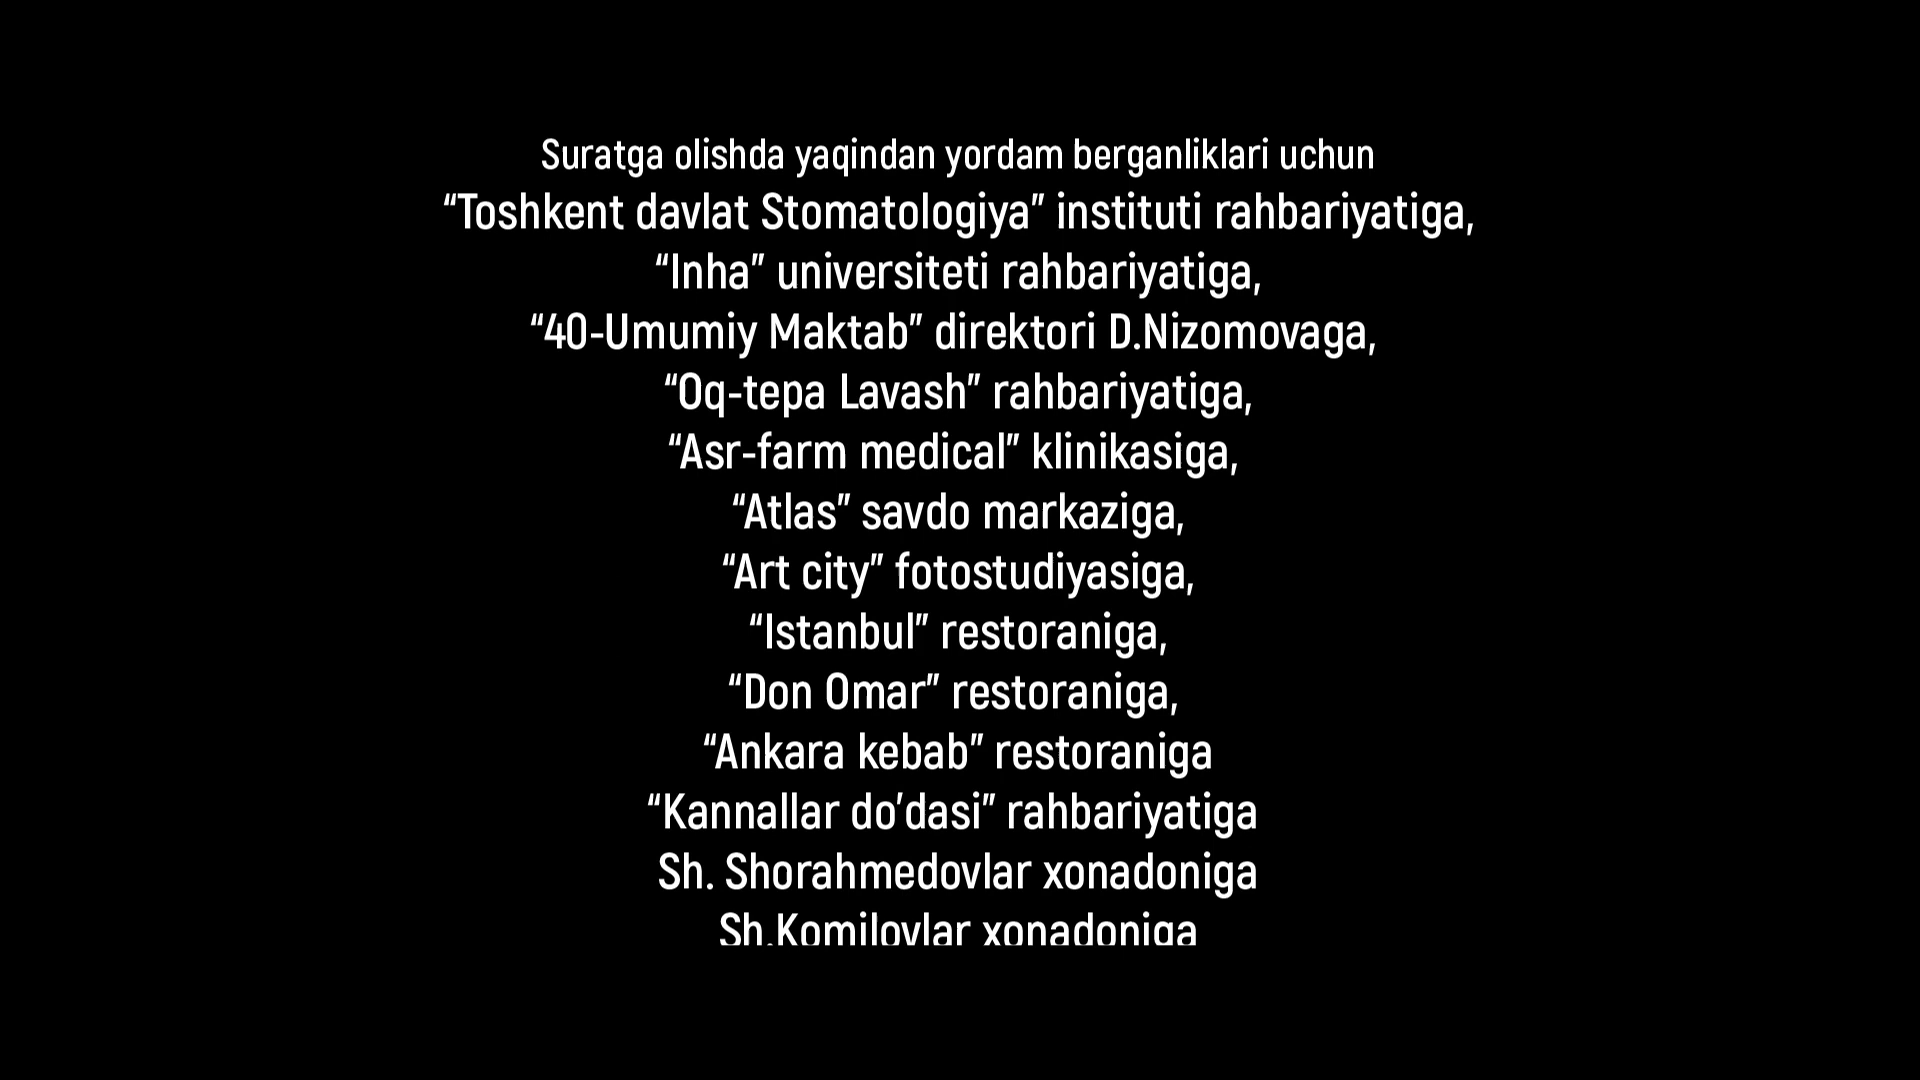 Suratga olishda yaqindan yordam berganliklari uchun
“Toshkent davlat Stomatologiya” instituti rahbariyatiga,
“Inha” universiteti rahbariyatiga,
“40-Umumiy Maktab” direktori D.Nizomovaga,
“Oq-tepa Lavash” rahbariyatiga,
“Asr-farm medical” klinikasiga,
“Atlas” savdo markaziga,
“Art city” fotostudiyasiga,
“Istanbul” restoraniga,
“Don Omar” restoraniga,
“Ankara kebab” restoraniga
“Kannallar do’dasi” rahbariyatiga
Sh. Shorahmedovlar xonadoniga
Sh.Komilovlar xonadoniga